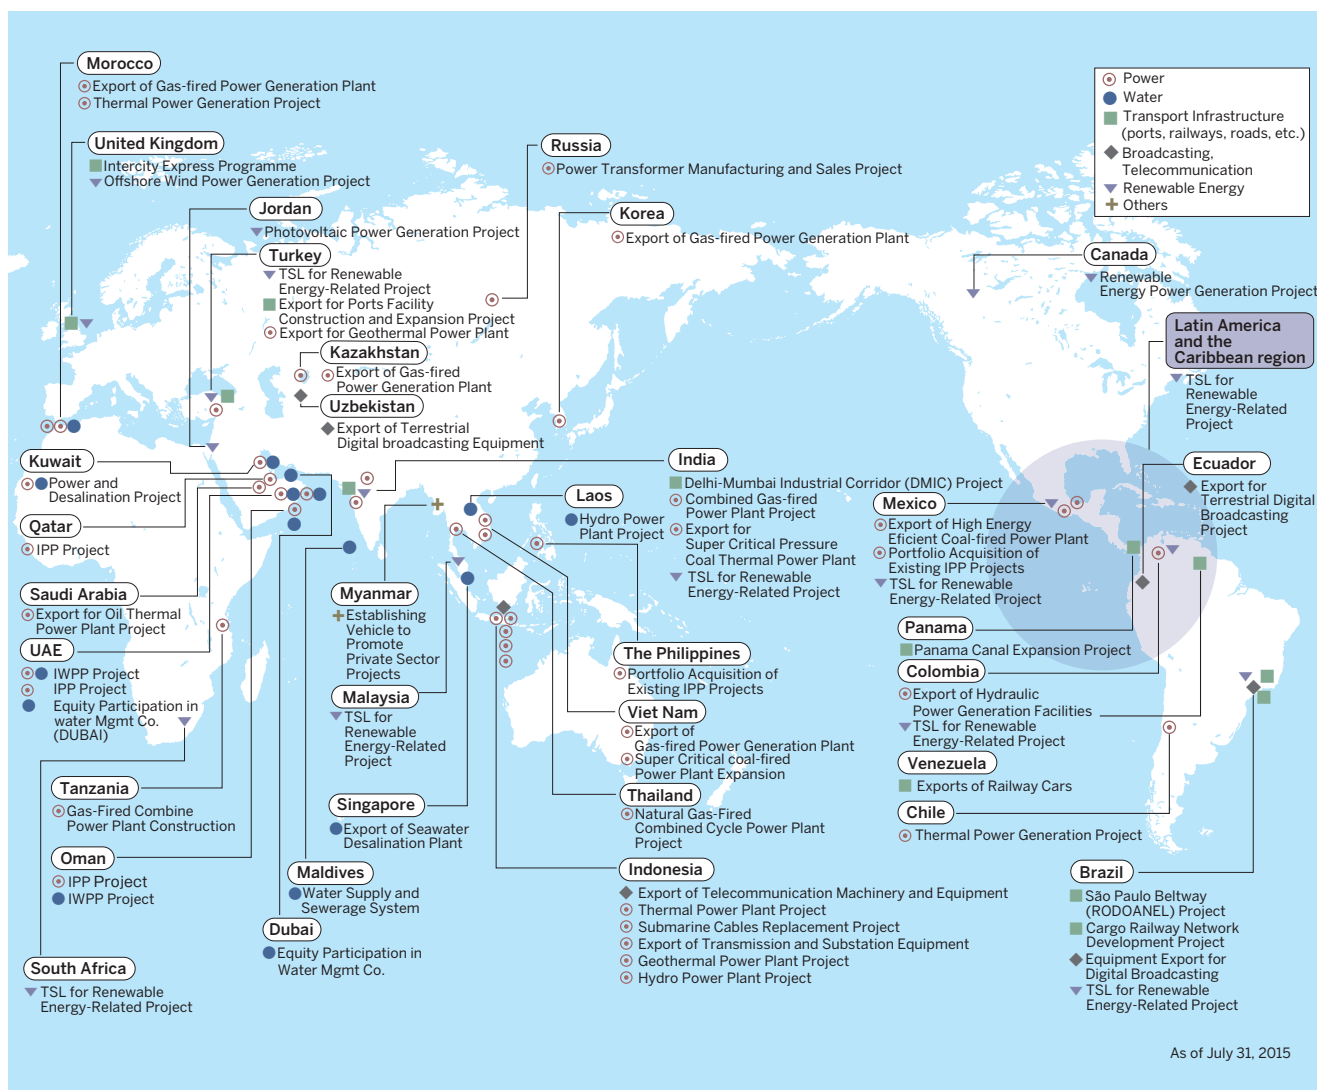 Morocco
Export of Gas-fired Power Generation Plant
Thermal Power Generation Project
United Kingdom
Intercity Express Programme
Offshore Wind Power Generation Project
Jordan
Photovoltaic Power Generation Project
Turkey
TSL for Renewable
Energy-Related Project
Export for Ports Facility
Construction and Expansion Project
Export for Geothermal Power Plant
Kazakhstan
Export of Gas-fired
Power Generation Plant
Uzbekistan
Export of Terrestrial
Digital broadcasting Equipment
Russia
Power Transformer Manufacturing and Sales Project
Korea
Export of Gas-fired Power Generation Plant
Power
Water
Transport Infrastructure
(ports, railways, roads, etc.)
Broadcasting,
Telecommunication
Renewable Energy
Others
Canada
Renewable
Energy Power Generation Project
Latin America
and the
Caribbean region
TSL for
Renewable
Energy-Related
Project
Ecuador
Export for
Terrestrial Digital
Broadcasting
Project
Kuwait
Power and
Desalination Project
Qatar
IPP Project
Saudi Arabia
Export for Oil Thermal
Power Plant Project
UAE
IWPP Project
IPP Project
Equity Participation in
water Mgmt Co.
(DUBAI)
Tanzania
Gas-Fired Combine
Power Plant Construction
Oman
IPP Project
IWPP Project
South Africa
TSL for Renewable
Energy-Related Project
Dubai
Equity Participation in
Water Mgmt Co.
Maldives
Water Supply and
Sewerage System
Singapore
Export of Seawater
Desalination Plant
Malaysia
TSL for
Renewable
Energy-Related
Project
Myanmar
Establishing
Vehicle to
Promote
Private Sector
Projects
Laos
Hydro Power
Plant Project
India
Delhi-Mumbai Industrial Corridor (DMIC) Project
Combined Gas-fired
Power Plant Project
Export for
Super Critical Pressure
Coal Thermal Power Plant
TSL for Renewable
Energy-Related Project
The Philippines
Portfolio Acquisition of
Existing IPP Projects
Viet Nam
Export of
Gas-fired Power Generation Plant
Super Critical coal-fired
Power Plant Expansion
Thailand
Natural Gas-Fired
Combined Cycle Power Plant
Project
Indonesia
Export of Telecommunication Machinery and Equipment
Thermal Power Plant Project
Submarine Cables Replacement Project
Export of Transmission and Substation Equipment
Geothermal Power Plant Project
Hydro Power Plant Project
Mexico
Export of High Energy
Eficient Coal-fired Power Plant
Portfolio Acquisition of
Existing IPP Projects
TSL for Renewable
Energy-Related Project
Panama
Panama Canal Expansion Project
Colombia
Export of Hydraulic
Power Generation Facilities
TSL for Renewable
Energy-Related Project
Venezuela
Exports of Railway Cars
Chile
Thermal Power Generation Project
Brazil
São Paulo Beltway
(RODOANEL) Project
Cargo Railway Network
Development Project
Equipment Export for
Digital Broadcasting
TSL for Renewable
Energy-Related Project
As of July 31, 2015